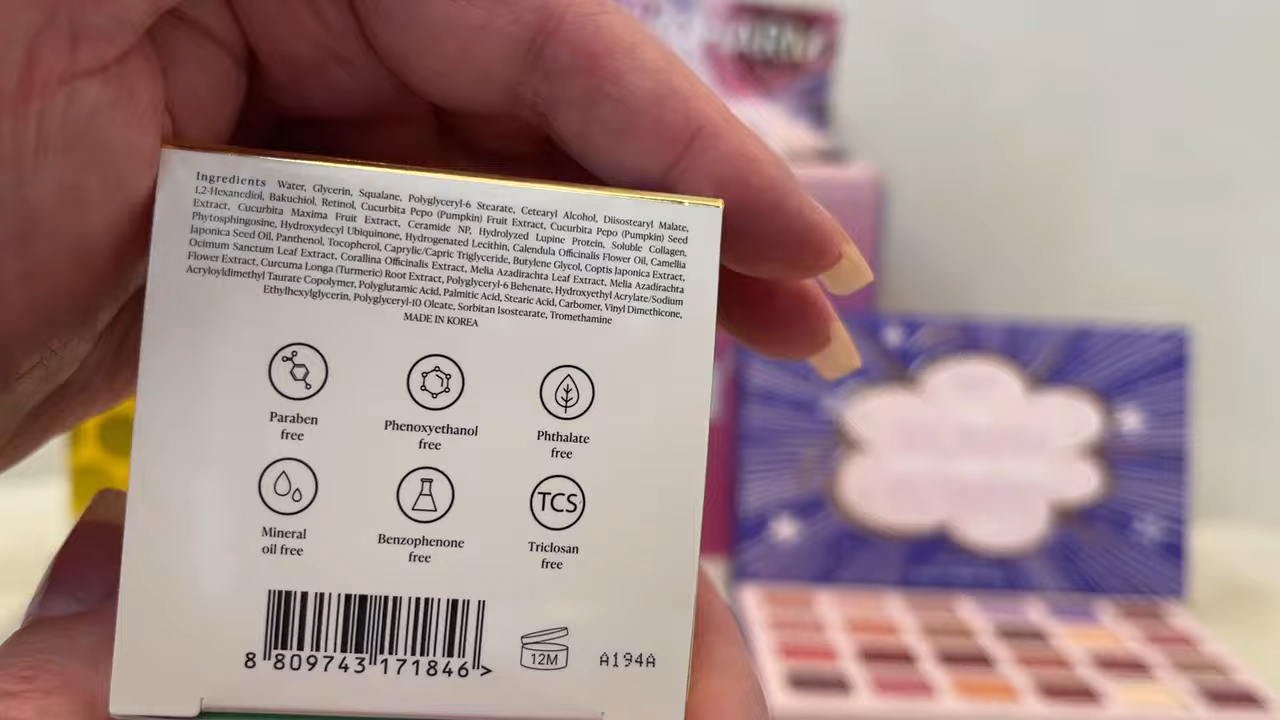 Ingredients Water, Glycerin, Squalane, Polyglyceryl-6 Stearate, Cetearyl Alcohol, Diisostearyl Malate,
1,2-Hexanediol, Bakuchiol, Retinol, Cucurbita Pepo (Pumpkin) Fruit Extract, Cucurbita Pepo (Pumpkin) Seed
Extract, Cucurbita Maxima Fruit Extract, Ceramide NP, Hydrolyzed Lupine Protein, Soluble Collagen,
Phytosphingosine, Hydroxydecyl Ubiquinone, Hydrogenated Lecithin, Calendula Officinalis Flower Oil, Camellia
Japonica Seed Oil, Panthenol, Tocopherol, Caprylic/Capric Triglyceride, Butylene Glycol, Coptis Japonica Extract,
Ocimum Sanctum Leaf Extract, Corallina Officinalis Extract, Melia Azadirachta Leaf Extract, Melia Azadirachta
Flower Extract, Curcuma Longa (Turmeric) Root Extract, Polyglyceryl-6 Behenate, Hydroxyethyl Acrylate/Sodium
Acryloyldimethyl Taurate Copolymer, Polyglutamic Acid, Palmitic Acid, Stearic Acid, Carbomer, Vinyl Dimethicone,
Ethylhexylglycerin, Polyglyceryl-10 Oleate, Sorbitan Isostearate, Tromethamine
MADE IN KOREA
Paraben
free
Phenoxyethanol
free
Phthalate
free
TCS
Mineral
oil free
Benzophenone
free
Triclosan
free
8 809743 171846 >
12M
A194A